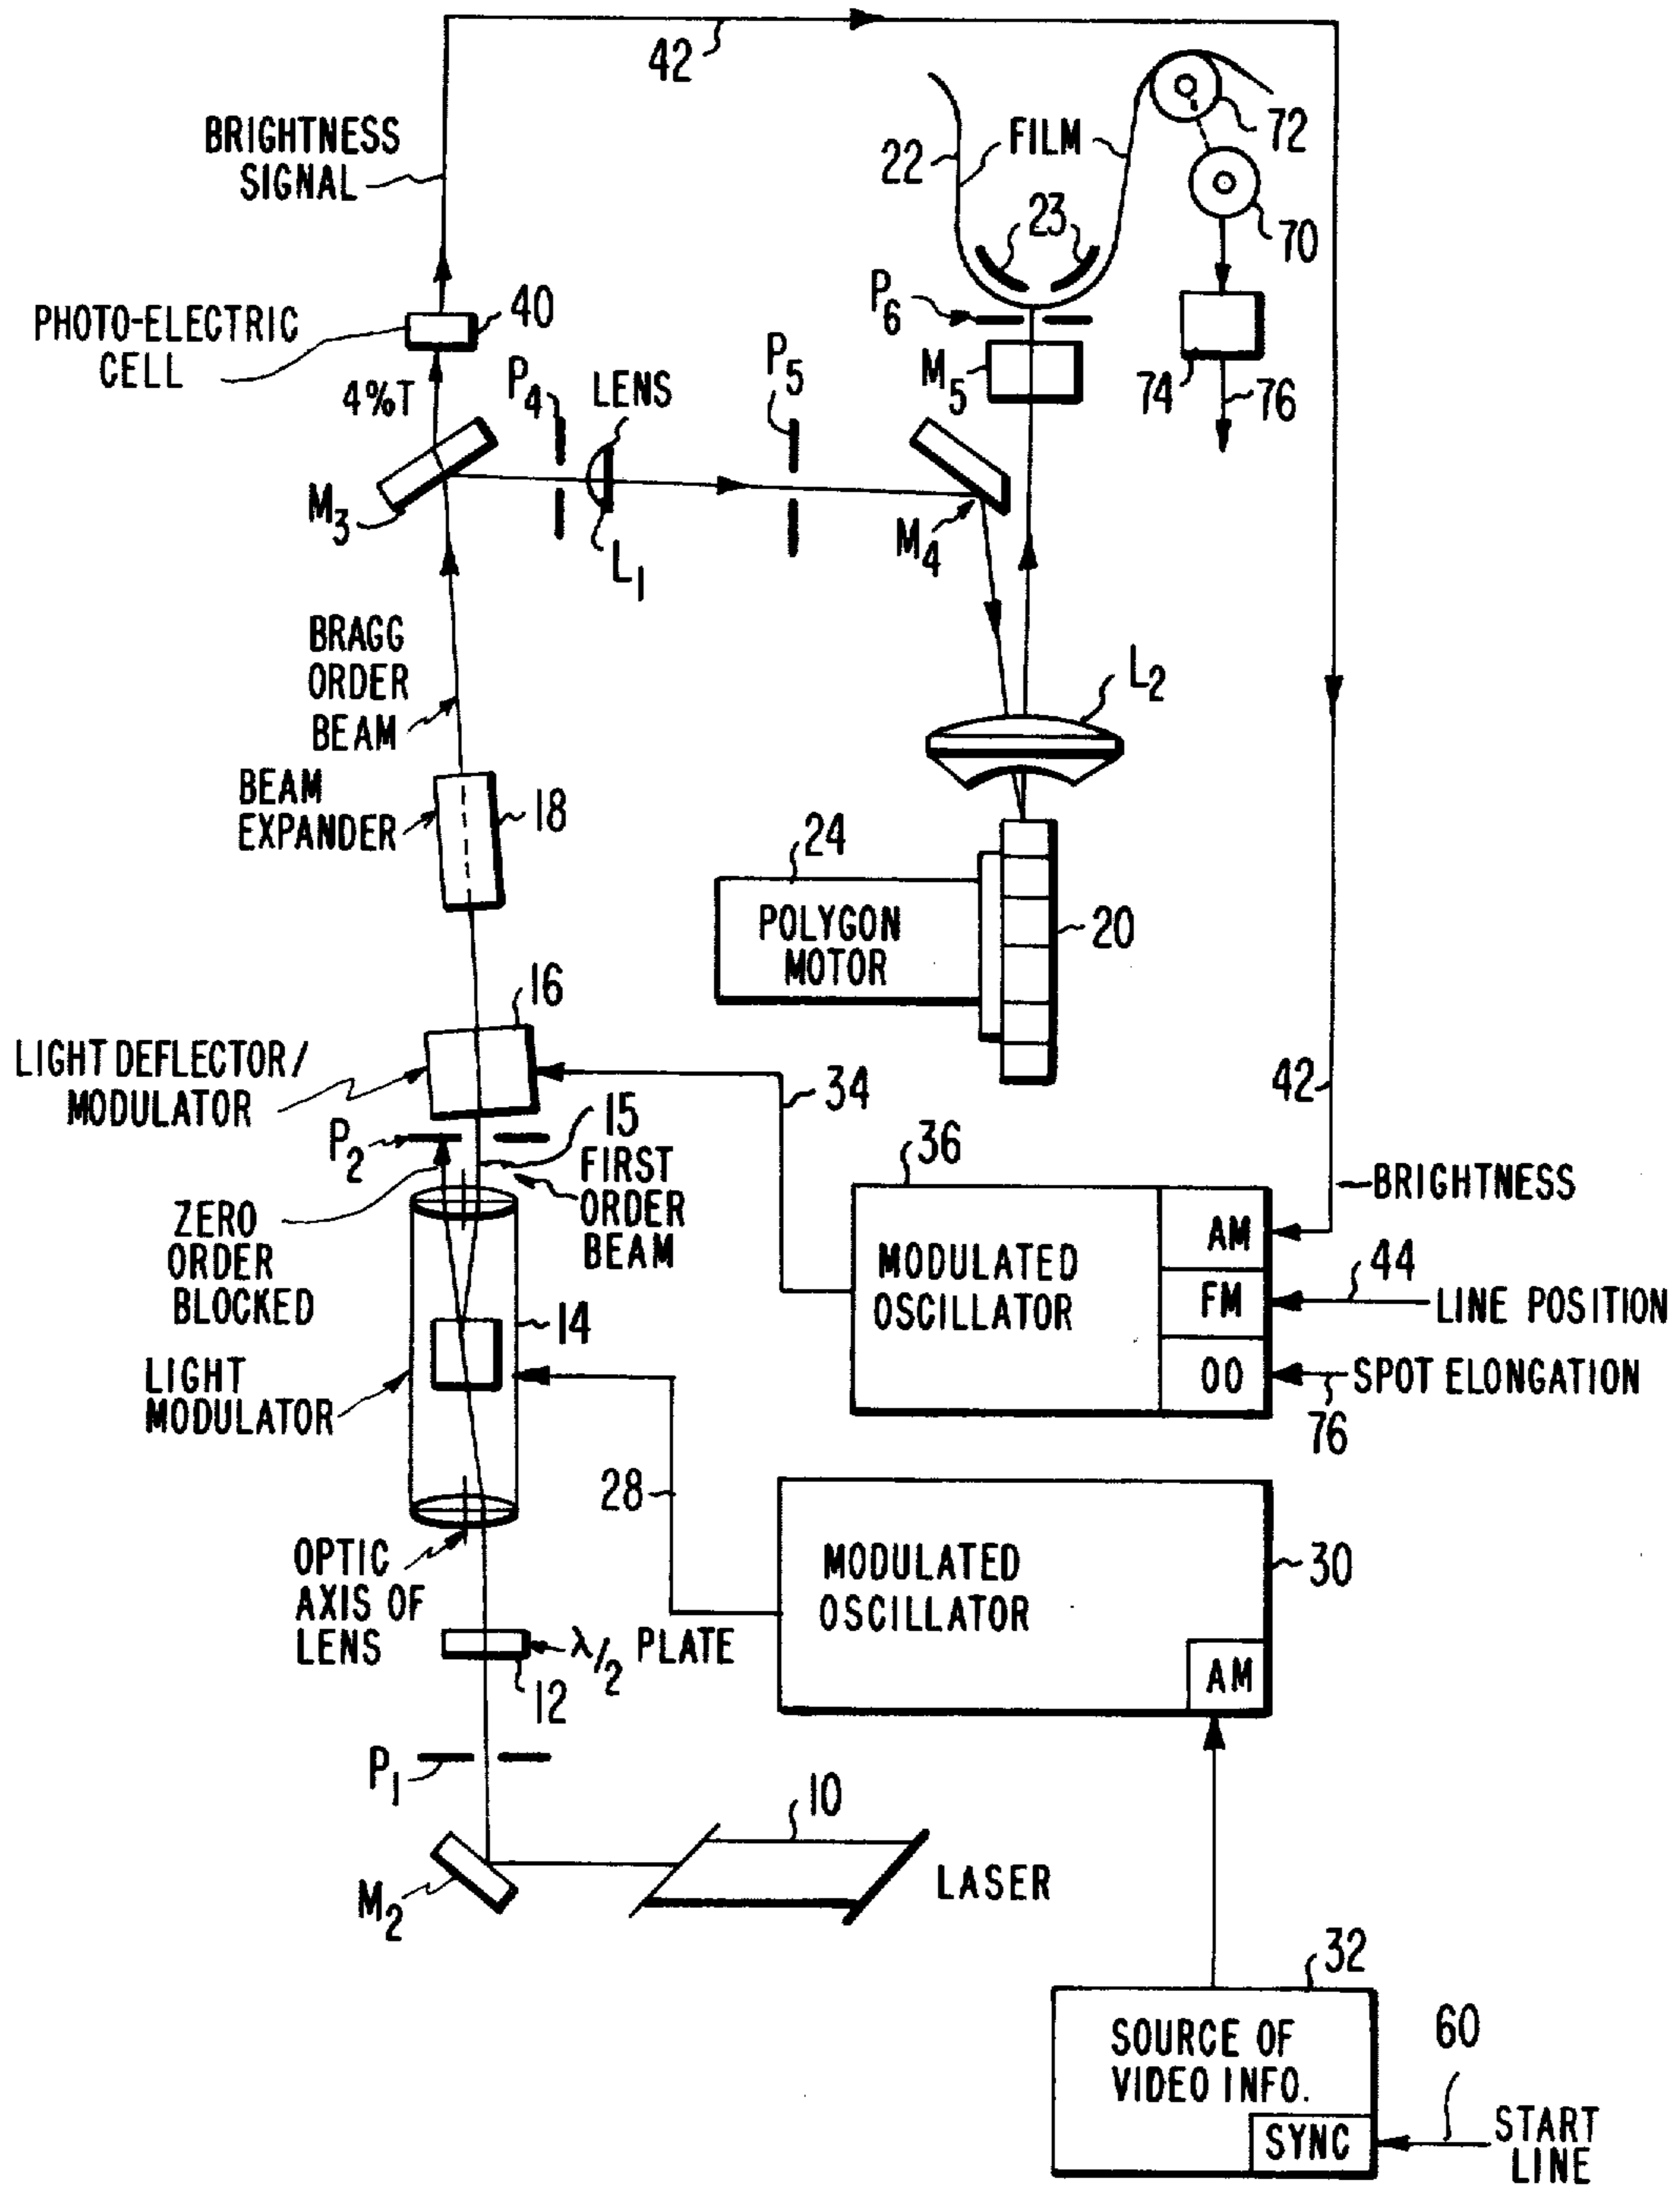 42
BRIGHTNESS
SIGNAL
22
FILM
72
23
70
PHOTO-ELECTRIC
CELL
40
P6
M5
74
76
4%T
P4
LENS
P5
M3
L1
M4
BRAGG
ORDER
BEAM
L2
BEAM
EXPANDER
18
24
POLYGON
MOTOR
20
16
LIGHT DEFLECTOR/
MODULATOR
34
42
P2
15
FIRST
ORDER
BEAM
36
BRIGHTNESS
ZERO
ORDER
BLOCKED
MODULATED
OSCILLATOR
AM
FM
OO
44
LINE POSITION
14
LIGHT
MODULATOR
SPOT ELONGATION
76
28
OPTIC
AXIS OF
LENS
MODULATED
OSCILLATOR
30
AM
λ/2 PLATE
12
P1
10
M2
LASER
32
SOURCE OF
VIDEO INFO.
SYNC
60
START
LINE